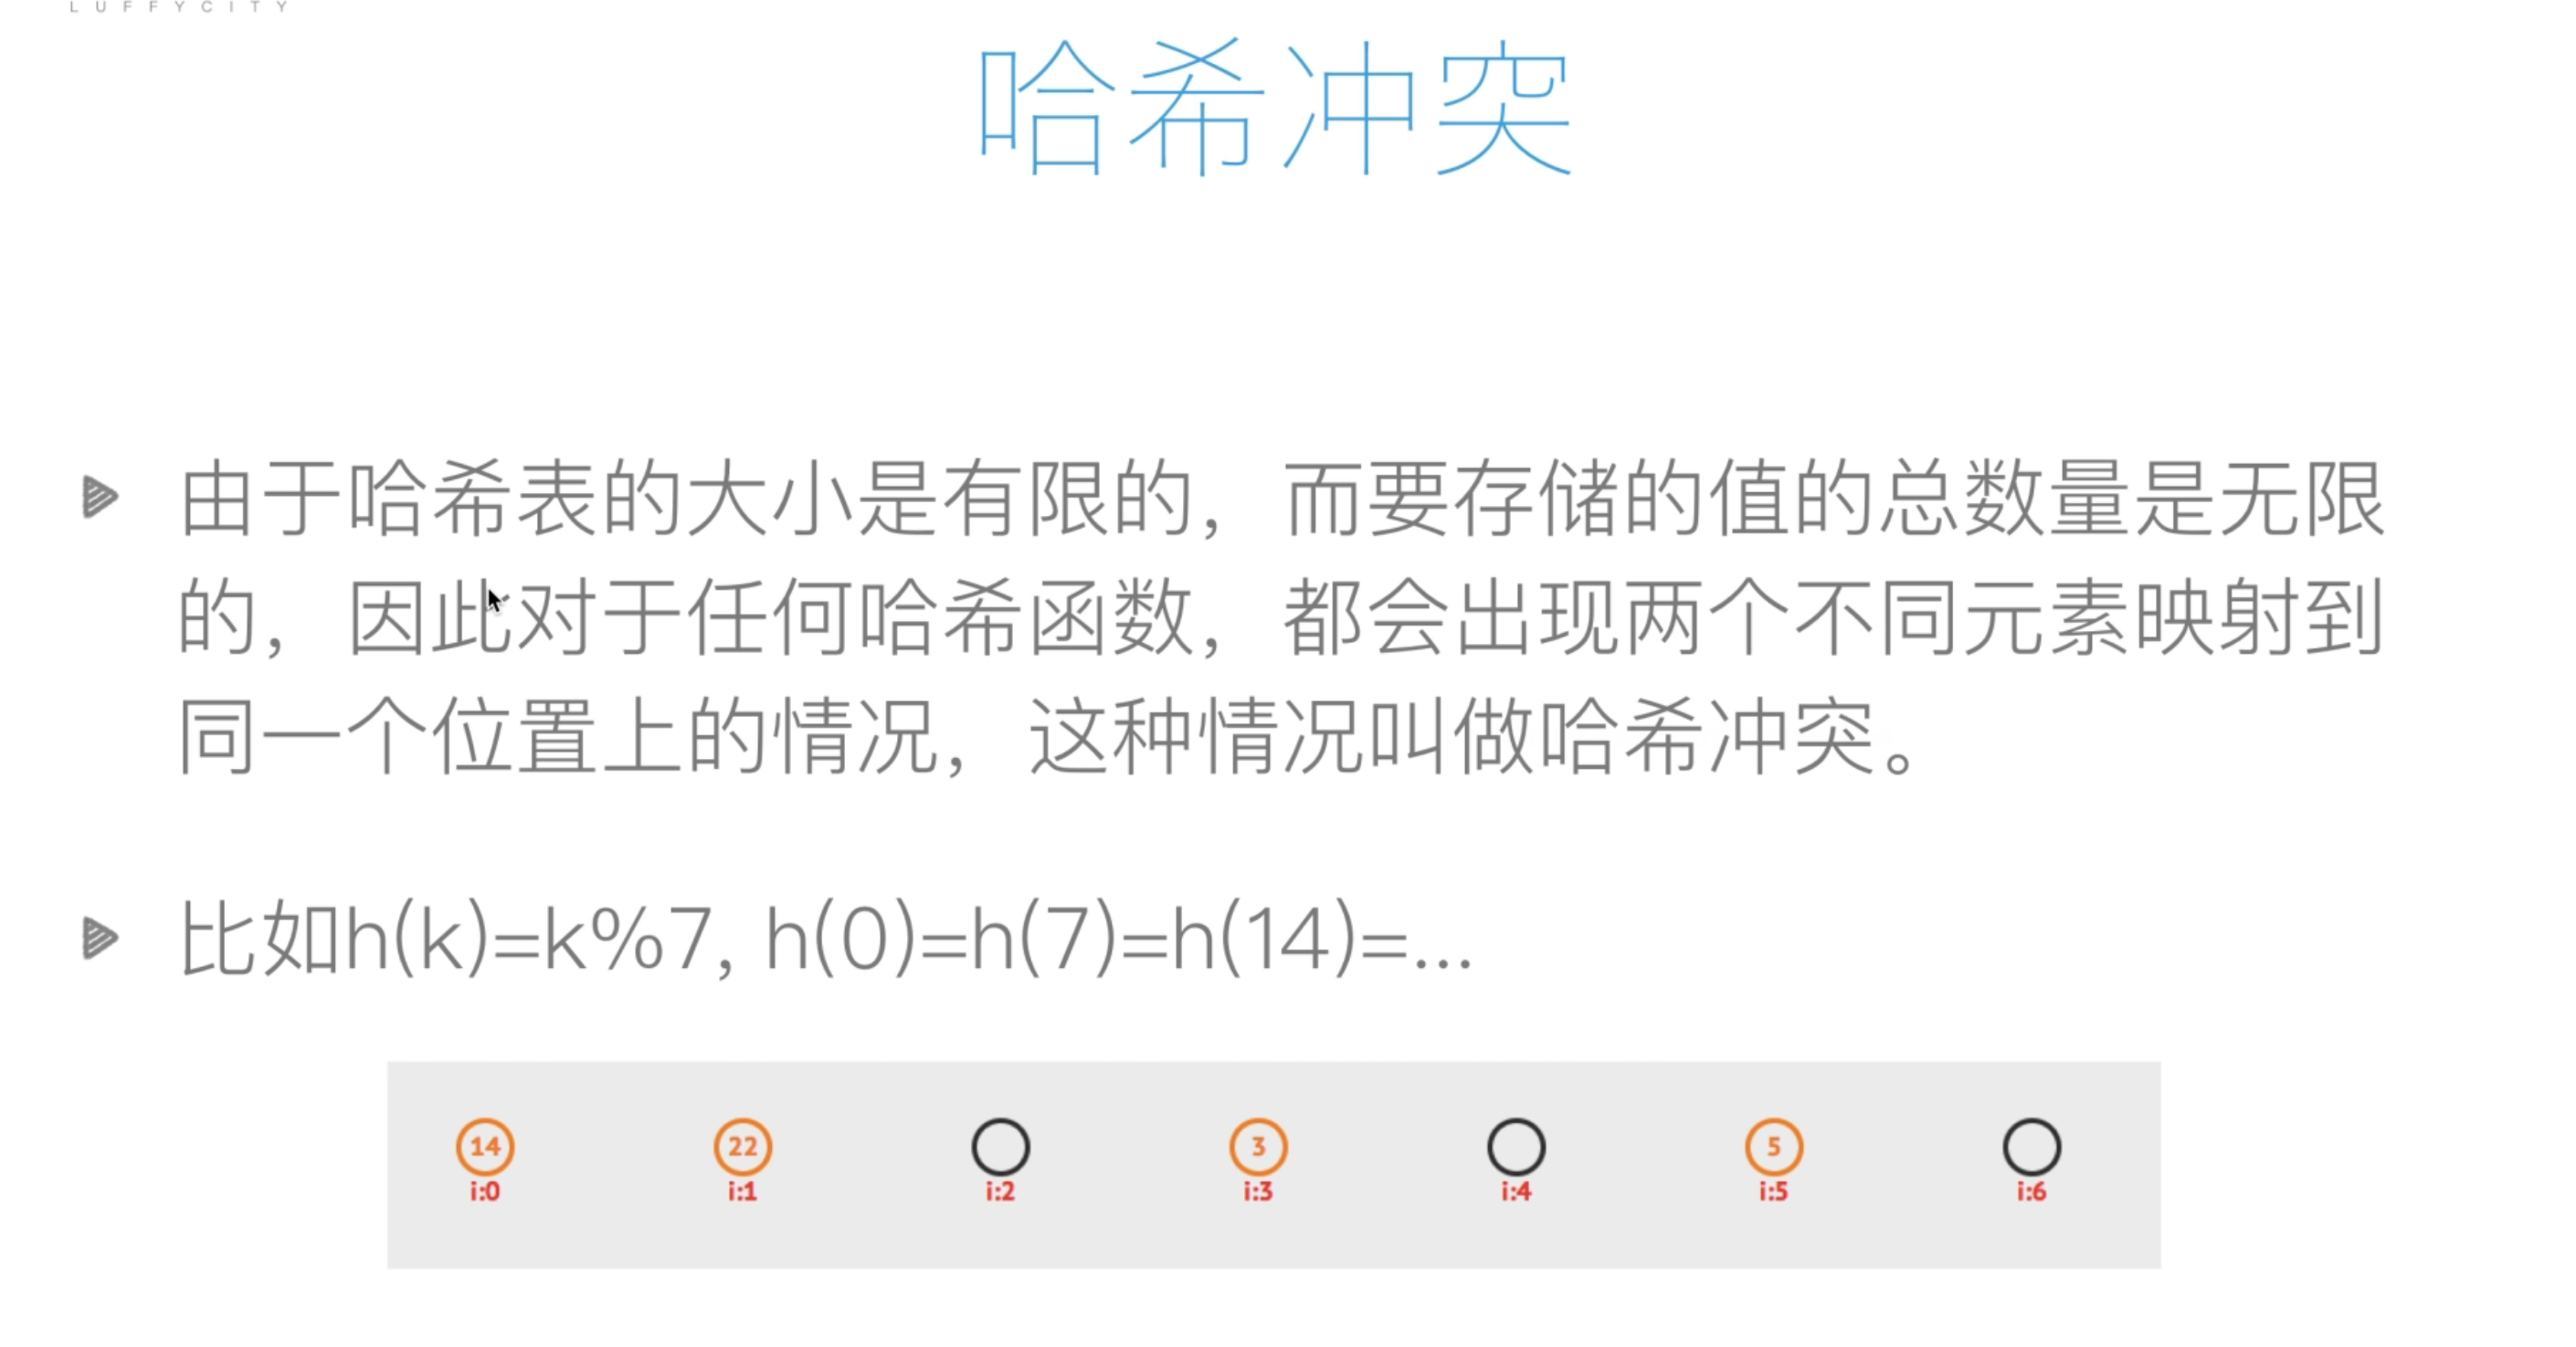 LUFFYCITY
哈希冲突
由于哈希表的大小是有限的，而要存储的值的总数量是无限
的，因此对于任何哈希函数，都会出现两个不同元素映射到
同一个位置上的情况，这种情况叫做哈希冲突。
比如h(k)=k%7, h(0)=h(7)=h(14)=...
14 22 3 5
i:0 i:1 i:2 i:3 i:4 i:5 i:6